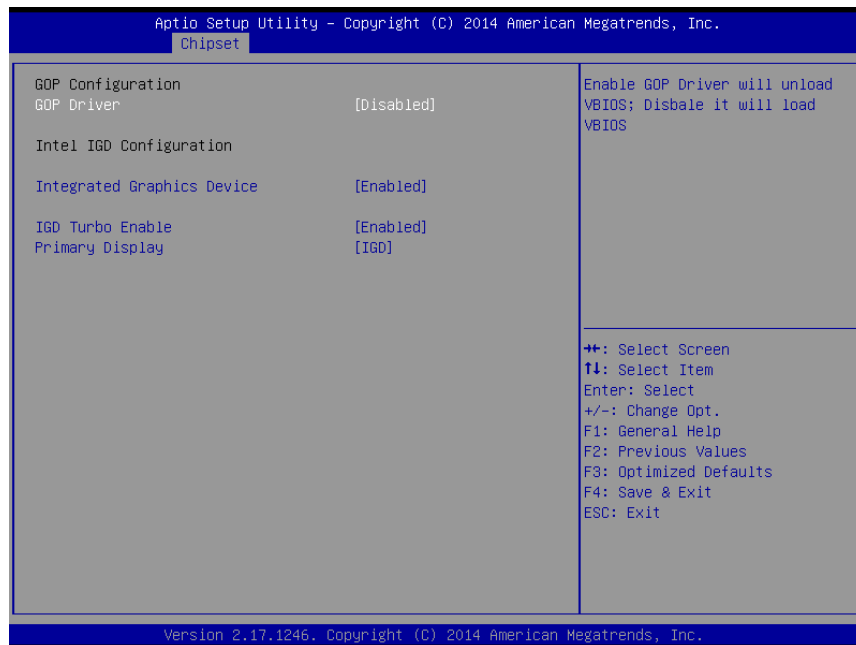 Aptio Setup Utility – Copyright (C) 2014 American Megatrends, Inc.
Chipset
GOP Configuration
GOP Driver [Disabled]
Intel IGD Configuration
Integrated Graphics Device [Enabled]
IGD Turbo Enable [Enabled]
Primary Display [IGD]
Enable GOP Driver will unload
VBIOS; Disbale it will load
VBIOS
→←: Select Screen
↑↓: Select Item
Enter: Select
+/-: Change Opt.
F1: General Help
F2: Previous Values
F3: Optimized Defaults
F4: Save & Exit
ESC: Exit
Version 2.17.1246. Copyright (C) 2014 American Megatrends, Inc.